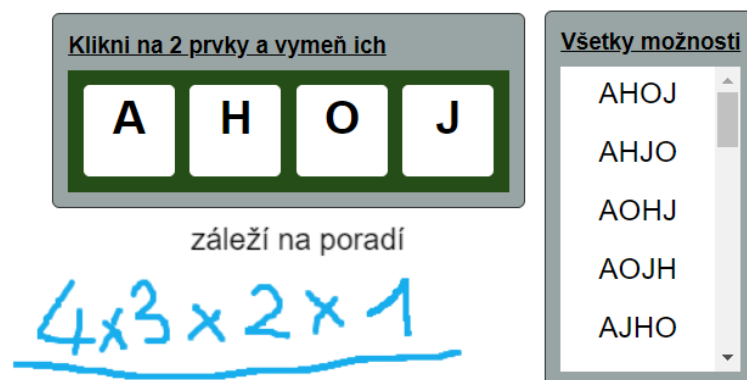 Klikni na 2 prvky a vymeň ich
A H O J
záleží na poradí
4x3x2x1
Všetky možnosti
AHOJ
AHJO
AOHJ
AOJH
AJHO